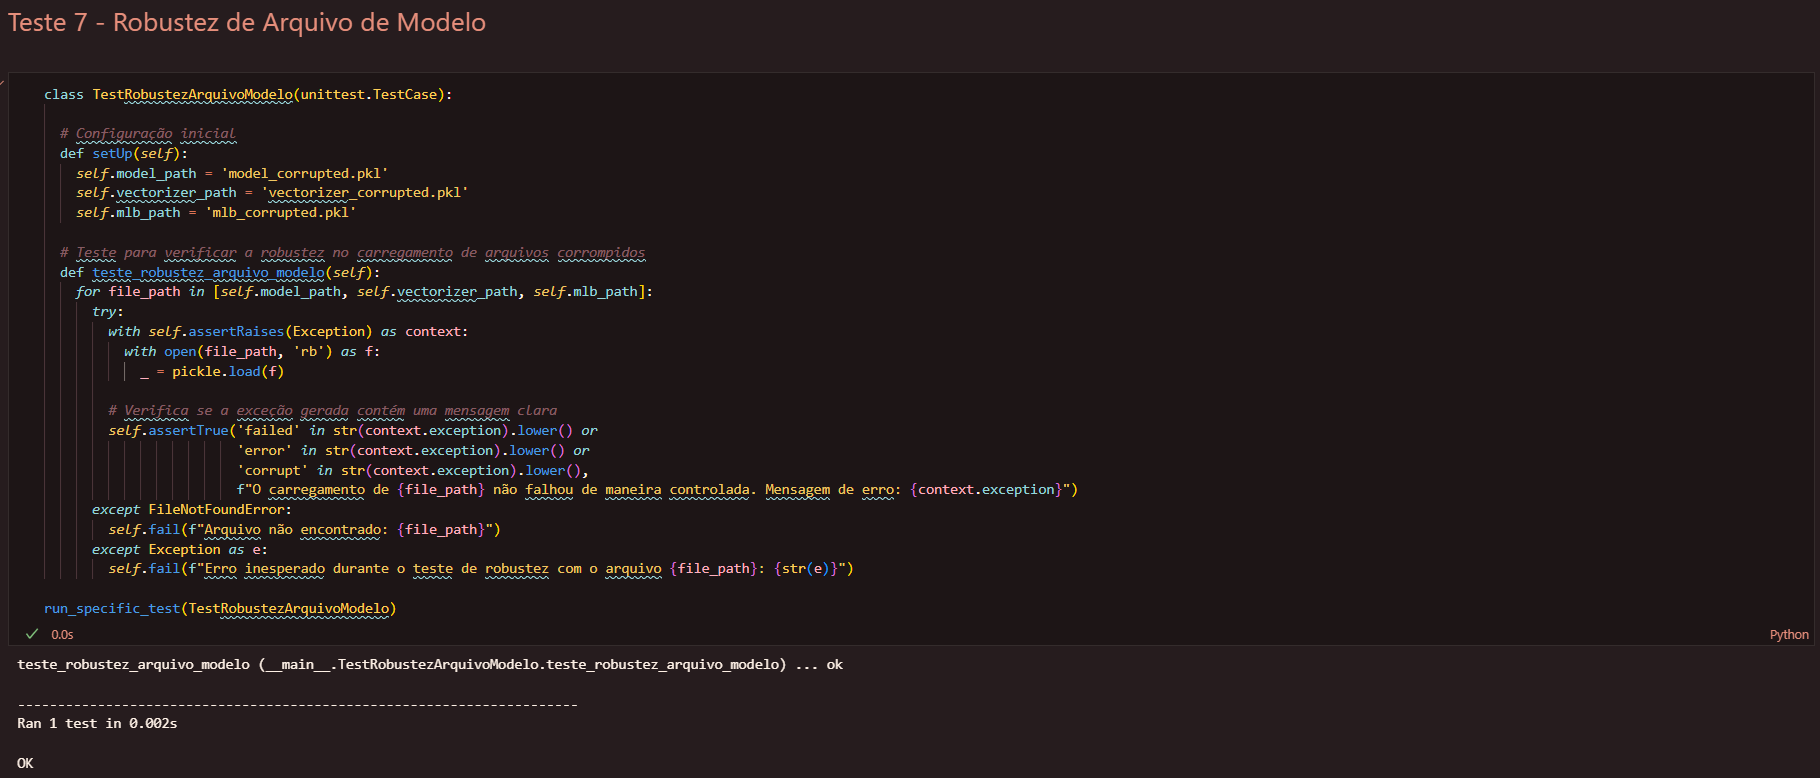 Teste 7 - Robustez de Arquivo de Modelo
class TestRobustezArquivoModelo(unittest.TestCase):
# Configuração inicial
def setUp(self):
self.model_path = 'model_corrupted.pkl'
self.vectorizer_path = 'vectorizer_corrupted.pkl'
self.mlb_path = 'mlb_corrupted.pkl'
# Teste para verificar a robustez no carregamento de arquivos corrompidos
def teste_robustez_arquivo_modelo(self):
for file_path in [self.model_path, self.vectorizer_path, self.mlb_path]:
try:
with self.assertRaises(Exception) as context:
with open(file_path, 'rb') as f:
_ = pickle.load(f)
# Verifica se a exceção gerada contém uma mensagem clara
self.assertTrue('failed' in str(context.exception).lower() or
'error' in str(context.exception).lower() or
'corrupt' in str(context.exception).lower(),
f"O carregamento de {file_path} não falhou de maneira controlada. Mensagem de erro: {context.exception}")
except FileNotFoundError:
self.fail(f"Arquivo não encontrado: {file_path}")
except Exception as e:
self.fail(f"Erro inesperado durante o teste de robustez com o arquivo {file_path}: {str(e)}")
run_specific_test(TestRobustezArquivoModelo)
0.0s
Python
teste_robustez_arquivo_modelo (__main__.TestRobustezArquivoModelo.teste_robustez_arquivo_modelo) ... ok
----------------------------------------------------------------------
Ran 1 test in 0.002s
OK